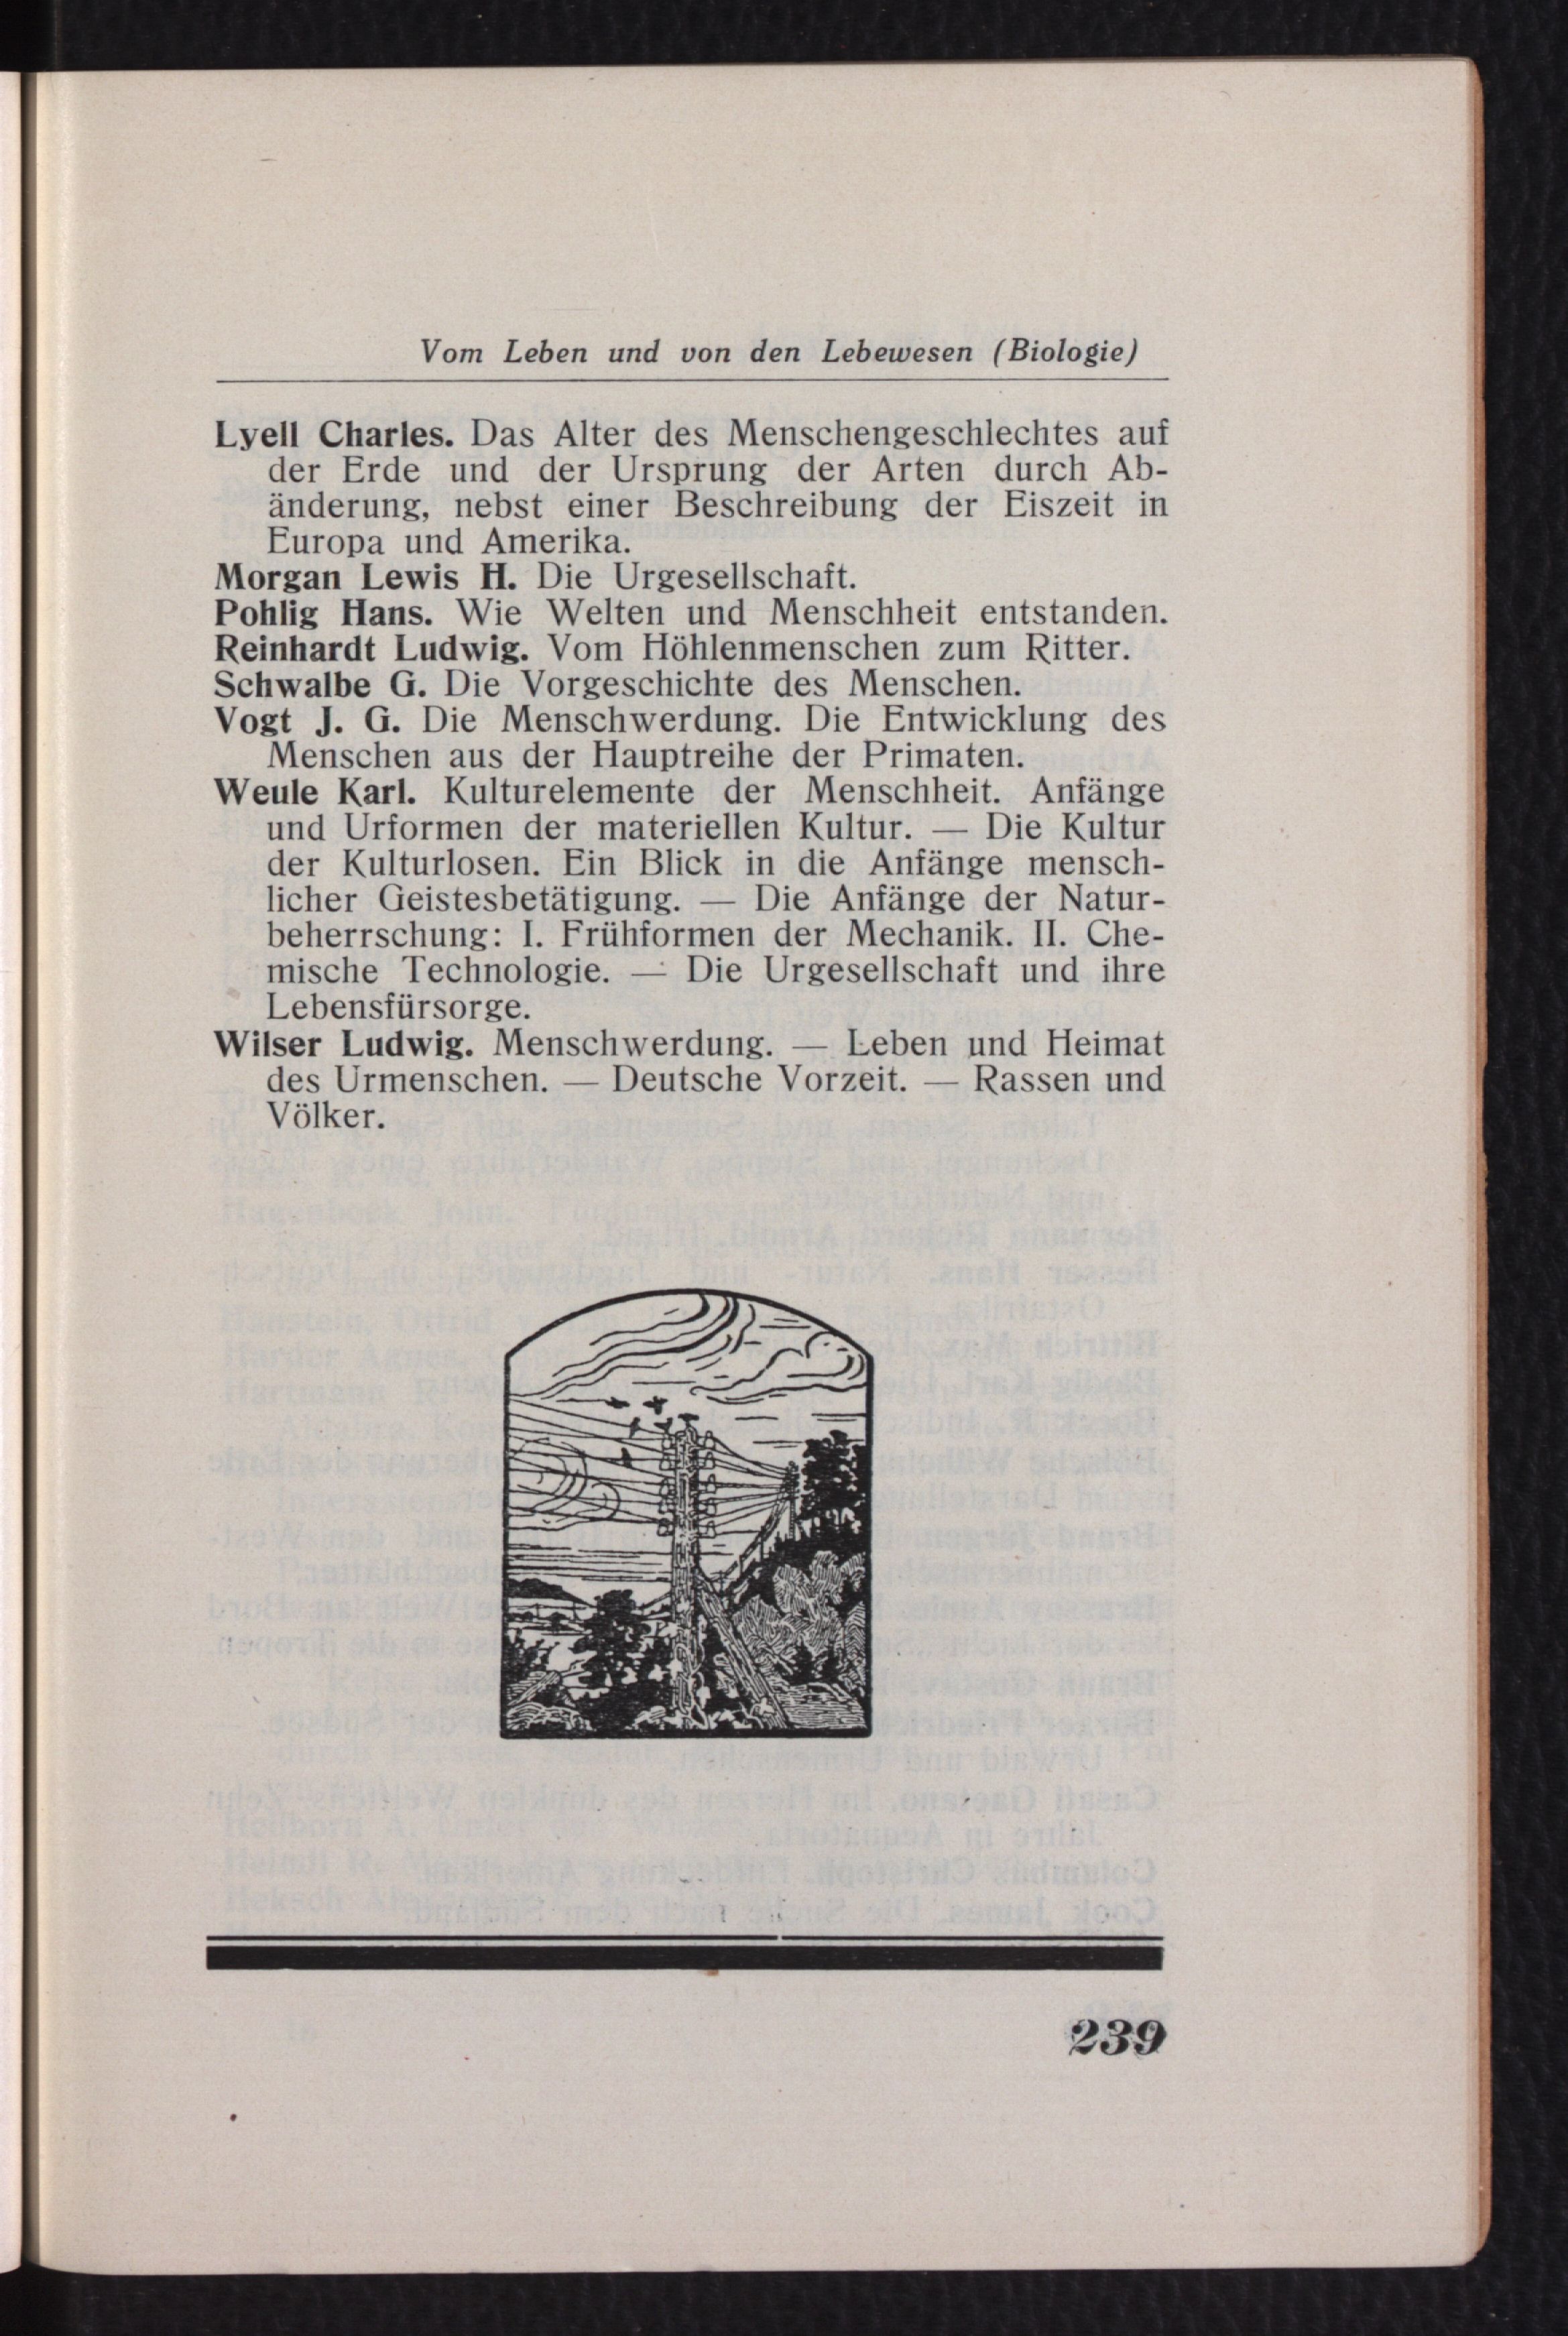 Vom Leben und von den Lebewesen (Biologie)
Lyell Charles. Das Alter des Menschengeschlechtes auf
der Erde und der Ursprung der Arten durch Ab-
änderung, nebst einer Beschreibung der Eiszeit in
Europa und Amerika.
Morgan Lewis H. Die Urgesellschaft.
Pohlig Hans. Wie Welten und Menschheit entstanden.
Reinhardt Ludwig. Vom Höhlenmenschen zum Ritter.
Schwalbe G. Die Vorgeschichte des Menschen.
Vogt J. G. Die Menschwerdung. Die Entwicklung des
Menschen aus der Hauptreihe der Primaten.
Weule Karl. Kulturelemente der Menschheit. Anfänge
und Urformen der materiellen Kultur. — Die Kultur
der Kulturlosen. Ein Blick in die Anfänge mensch-
licher Geistesbetätigung. — Die Anfänge der Natur-
beherrschung: I. Frühformen der Mechanik. II. Che-
mische Technologie. — Die Urgesellschaft und ihre
Lebensfürsorge.
Wilser Ludwig. Menschwerdung. — Leben und Heimat
des Urmenschen. — Deutsche Vorzeit. — Rassen und
Völker.
239